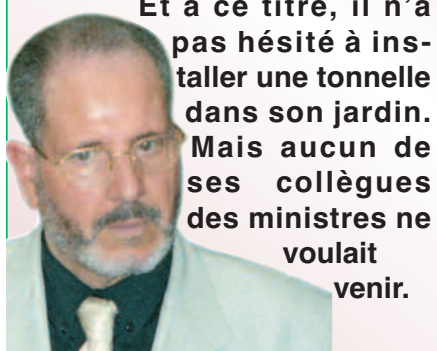 Et à ce titre, il n'a
pas hésité à ins-
taller une tonnelle
dans son jardin.
Mais aucun de
ses collègues
des ministres ne
voulait
venir.